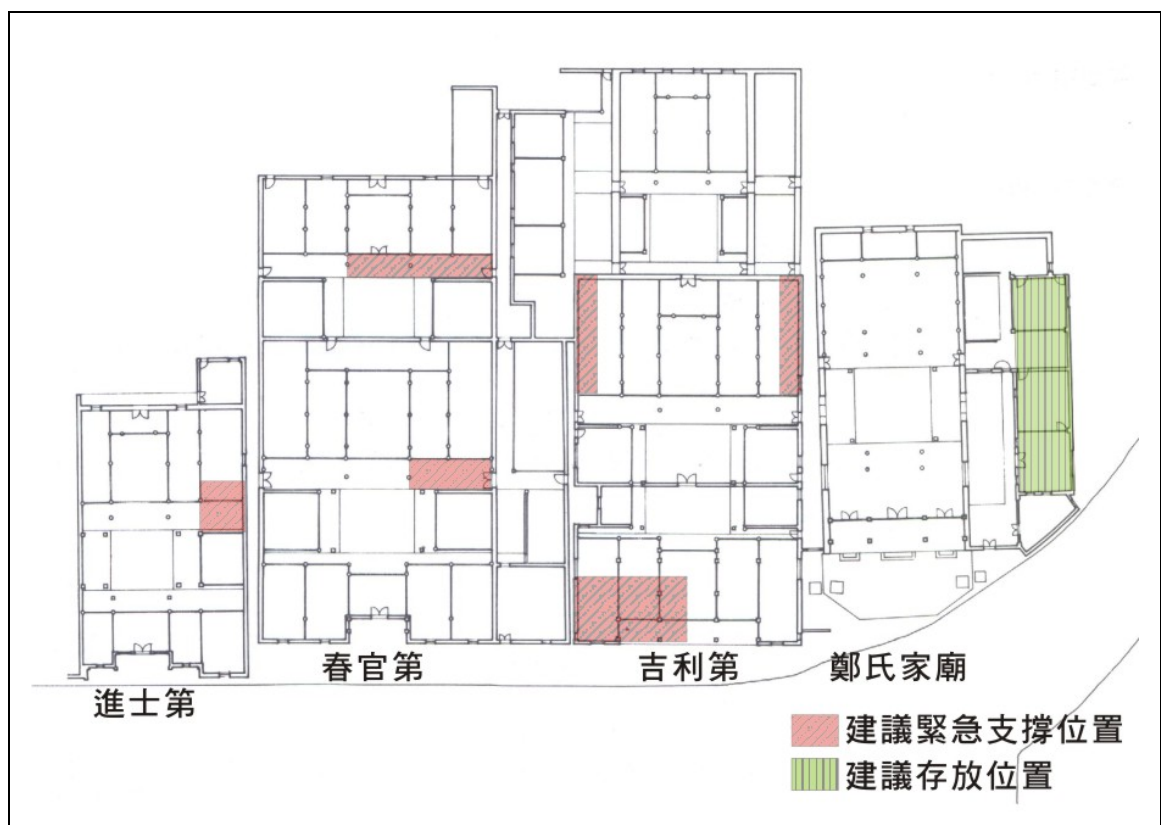 進士第
春官第
吉利第
鄭氏家廟
建議緊急支撐位置
建議存放位置